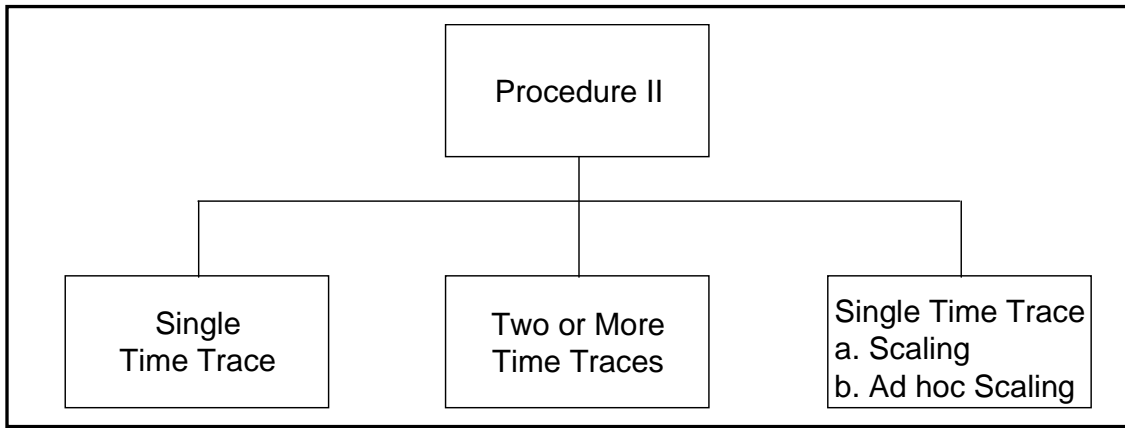 Procedure II
Single
Time Trace
Two or More
Time Traces
Single Time Trace
a. Scaling
b. Ad hoc Scaling